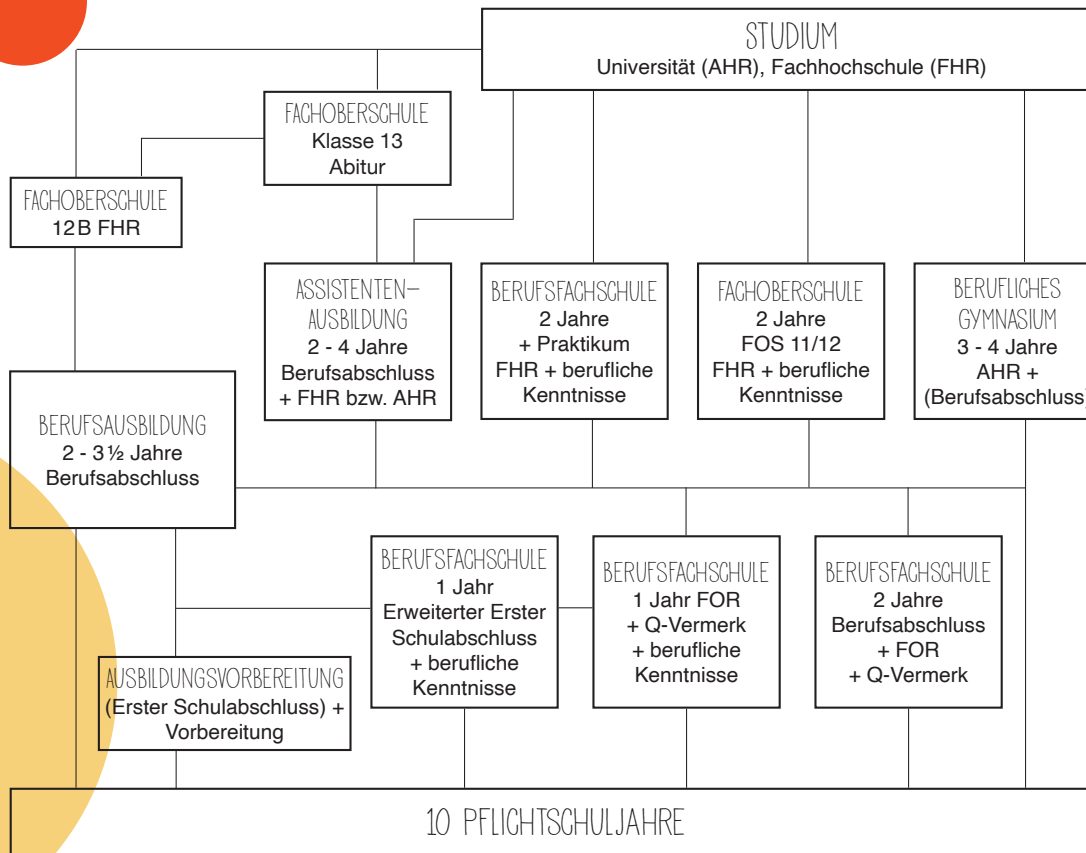 STUDIUM
Universität (AHR), Fachhochschule (FHR)
FACHOBERSCHULE
Klasse 13
Abitur
FACHOBERSCHULE
12B FHR
ASSISTENTEN-
AUSBILDUNG
2 - 4 Jahre
Berufsabschluss
+ FHR bzw. AHR
BERUFSFACHSCHULE
2 Jahre
+ Praktikum
FHR + berufliche
Kenntnisse
FACHOBERSCHULE
2 Jahre
FOS 11/12
FHR + berufliche
Kenntnisse
BERUFLICHES
GYMNASIUM
3 - 4 Jahre
AHR +
(Berufsabschluss)
BERUFSAUSBILDUNG
2 - 3 ½ Jahre
Berufsabschluss
BERUFSFACHSCHULE
1 Jahr
Erweiterter Erster
Schulabschluss
+ berufliche
Kenntnisse
BERUFSFACHSCHULE
1 Jahr FOR
+ Q-Vermerk
+ berufliche
Kenntnisse
BERUFSFACHSCHULE
2 Jahre
Berufsabschluss
+ FOR
+ Q-Vermerk
AUSBILDUNGSVORBEREITUNG
(Erster Schulabschluss) +
Vorbereitung
10 PFLICHTSCHULJAHRE